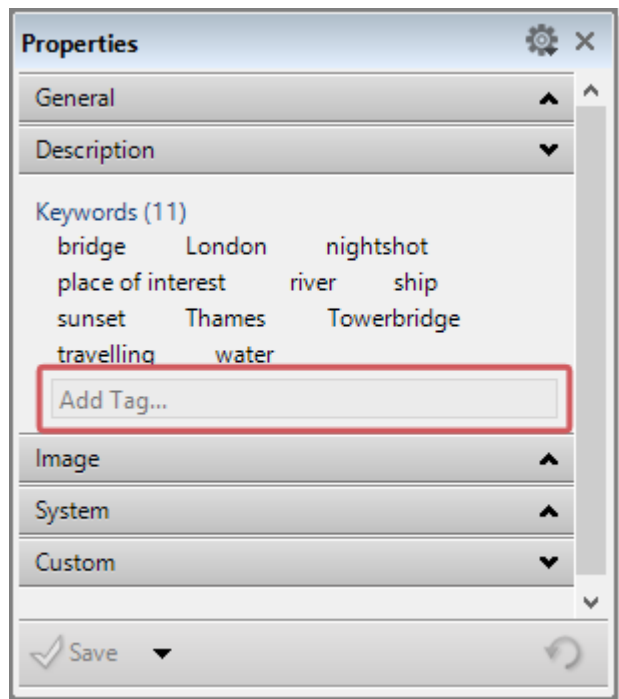 Properties
General
Description
Keywords (11)
bridge London nightshot
place of interest river ship
sunset Thames Towerbridge
travelling water
Add Tag...
Image
System
Custom
Save